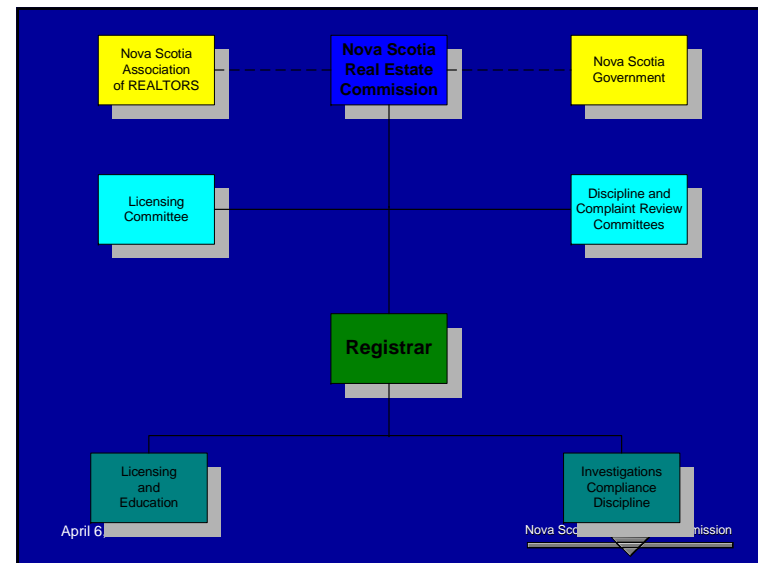 Nova Scotia
Association
of REALTORS
Nova Scotia
Real Estate
Commission
Nova Scotia
Government
Licensing
Committee
Discipline and
Complaint Review
Committees
Registrar
Licensing
and
Education
Investigations
Compliance
Discipline
April 6,
Nova